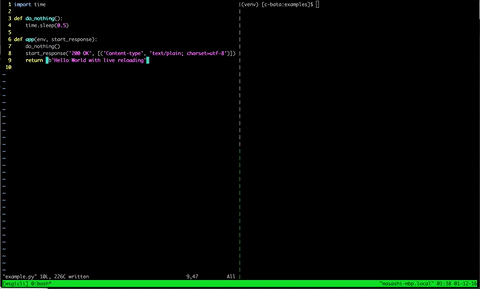 1 import time
2
3 def do_nothing():
4     time.sleep(0.5)
5
6 def app(env, start_response):
7     do_nothing()
8     start_response('200 OK', [('Content-type', 'text/plain; charset=utf-8')])
9     return [b'Hello World with live reloading']
10
"example.py" 10L, 226C written 9,47 All
(venv) [c-bata:examples]$
[wsgicli] 0:bash* "masashi-mbp.local" 01:38 01-12-16